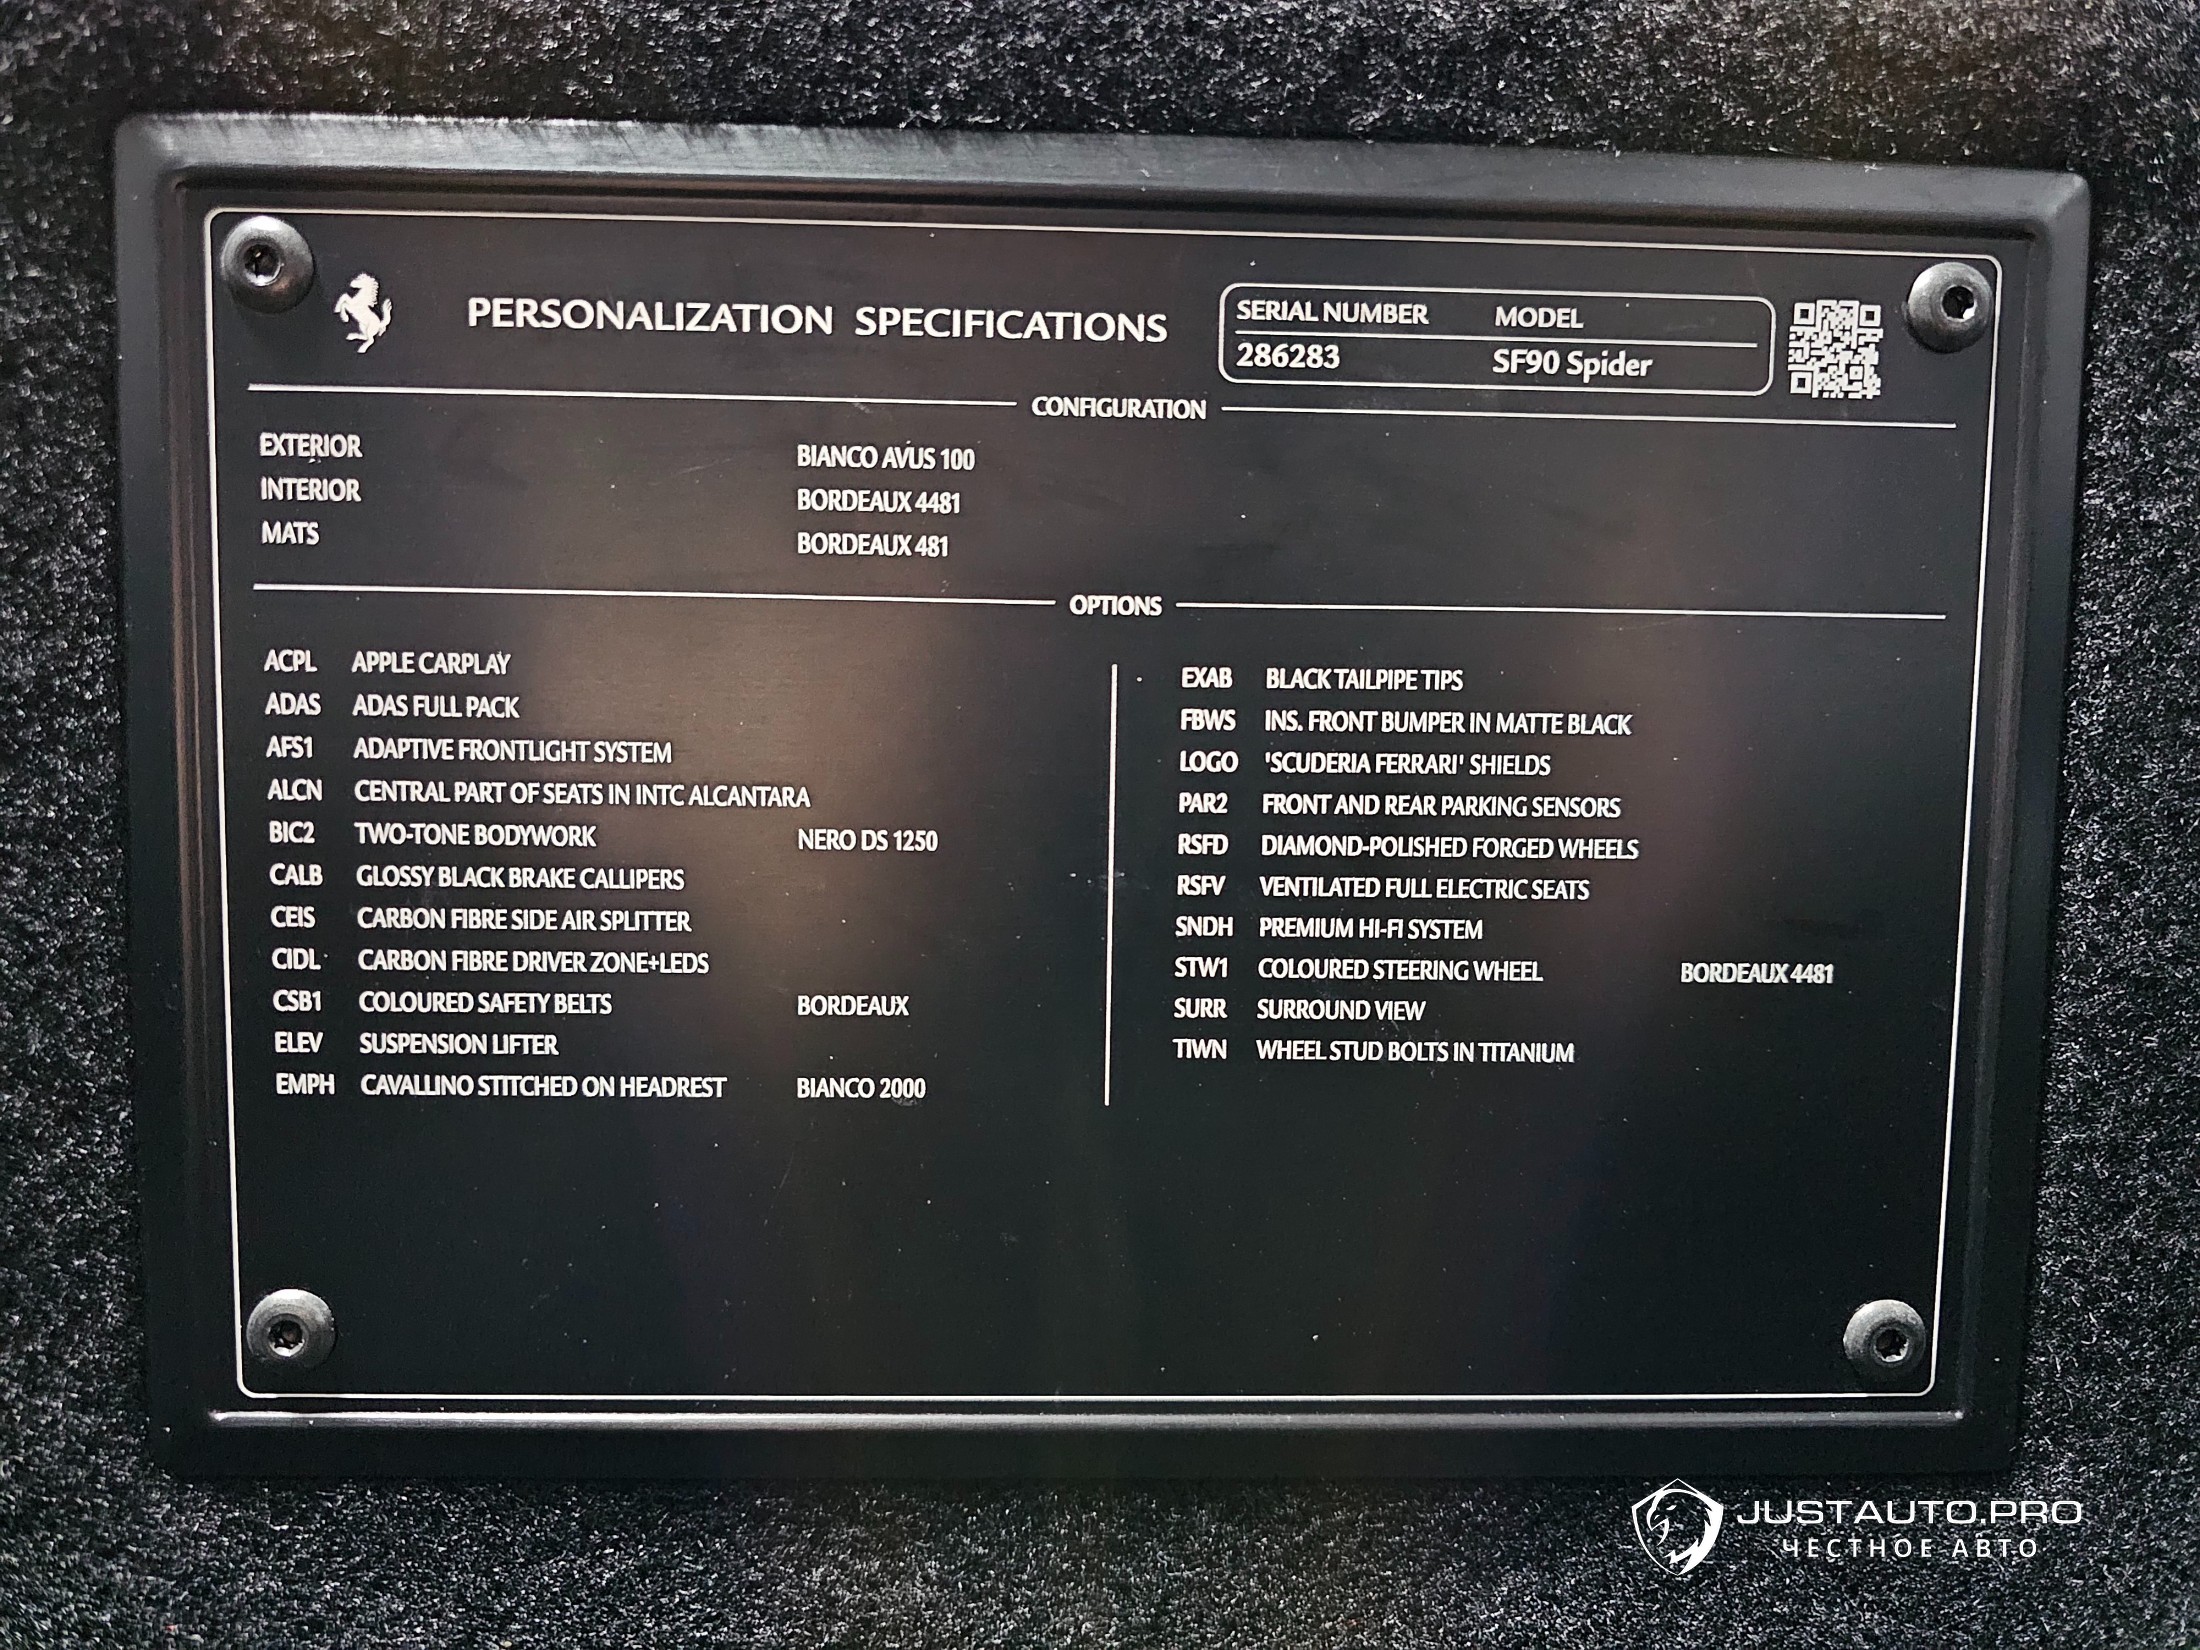 PERSONALIZATION SPECIFICATIONS
SERIAL NUMBER MODEL
286283 SF90 Spider
CONFIGURATION
EXTERIOR BIANCO AVUS 100
INTERIOR BORDEAUX 4481
MATS BORDEAUX 481
OPTIONS
ACPL APPLE CARPLAY
ADAS ADAS FULL PACK
AFS1 ADAPTIVE FRONTLIGHT SYSTEM
ALCN CENTRAL PART OF SEATS IN INTC ALCANTARA
BIC2 TWO-TONE BODYWORK NERO DS 1250
CALB GLOSSY BLACK BRAKE CALLIPERS
CEIS CARBON FIBRE SIDE AIR SPLITTER
CIDL CARBON FIBRE DRIVER ZONE+LEDS
CSB1 COLOURED SAFETY BELTS BORDEAUX
ELEV SUSPENSION LIFTER
EMPH CAVALLINO STITCHED ON HEADREST BIANCO 2000
EXAB BLACK TAILPIPE TIPS
FBWS INS. FRONT BUMPER IN MATTE BLACK
LOGO 'SCUDERIA FERRARI' SHIELDS
PAR2 FRONT AND REAR PARKING SENSORS
RSFD DIAMOND-POLISHED FORGED WHEELS
RSFV VENTILATED FULL ELECTRIC SEATS
SNDH PREMIUM HI-FI SYSTEM
STW1 COLOURED STEERING WHEEL BORDEAUX 4481
SURR SURROUND VIEW
TIWN WHEEL STUD BOLTS IN TITANIUM
JUSTAUTO.PRO
ЧЕСТНОЕ АВТО